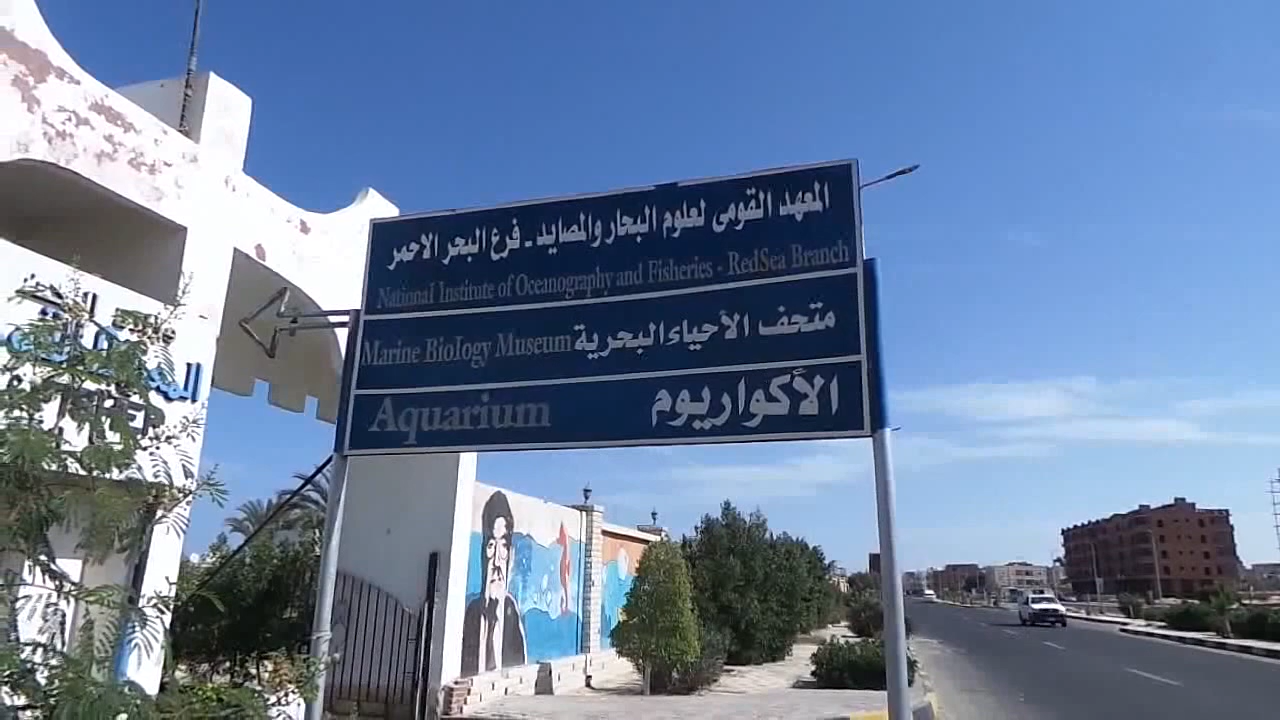 المعهد القومى لعلوم البحار والمصايد - فرع البحر الاحمر
National Institute of Oceanography and Fisheries - RedSea Branch
Marine Biology Museum متحف الأحياء البحرية
Aquarium الأكواريوم